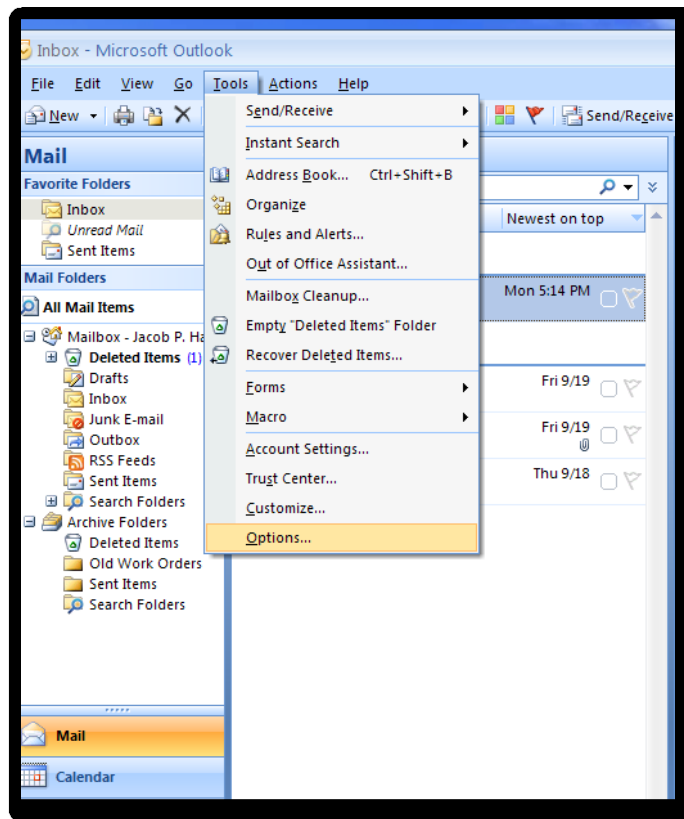 Inbox - Microsoft Outlook
File Edit View Go Tools Actions Help
New Send/Receive
Send/Receive
Instant Search
Address Book... Ctrl+Shift+B
Organize
Rules and Alerts...
Out of Office Assistant...
Mailbox Cleanup...
Empty "Deleted Items" Folder
Recover Deleted Items...
Forms
Macro
Account Settings...
Trust Center...
Customize...
Options...
Mail
Favorite Folders
Inbox
Unread Mail
Sent Items
Mail Folders
All Mail Items
Mailbox - Jacob P. Ha
Deleted Items (1)
Drafts
Inbox
Junk E-mail
Outbox
RSS Feeds
Sent Items
Search Folders
Archive Folders
Deleted Items
Old Work Orders
Sent Items
Search Folders
Mail
Calendar
Newest on top
Mon 5:14 PM
Fri 9/19
Fri 9/19
Thu 9/18